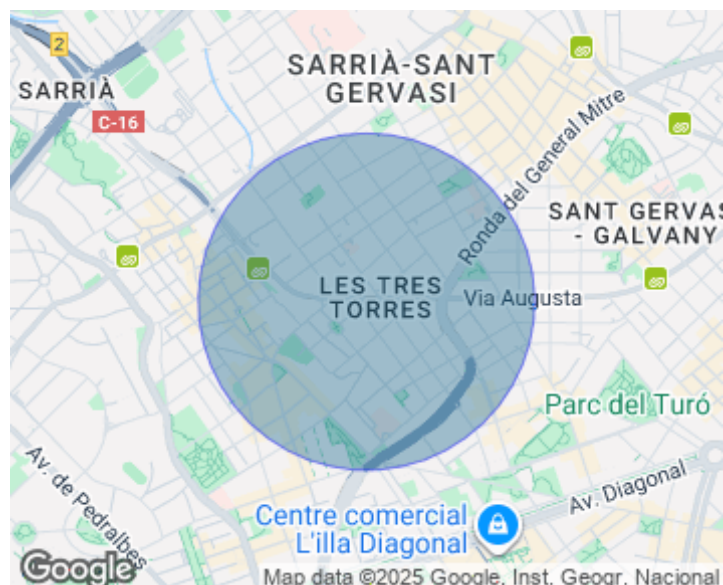 2
SARRIÀ
SARRIÀ-SANT
GERVASI
C-16
Ronda del General Mitre
SANT GERVAS
- GALVANY
LES TRES
TORRES
Via Augusta
Parc del Turó
Av. de Pedralbes
Av. Diagonal
Centre comercial
L'illa Diagonal
Google
Map data ©2025 Google, Inst. Geogr. Nacional